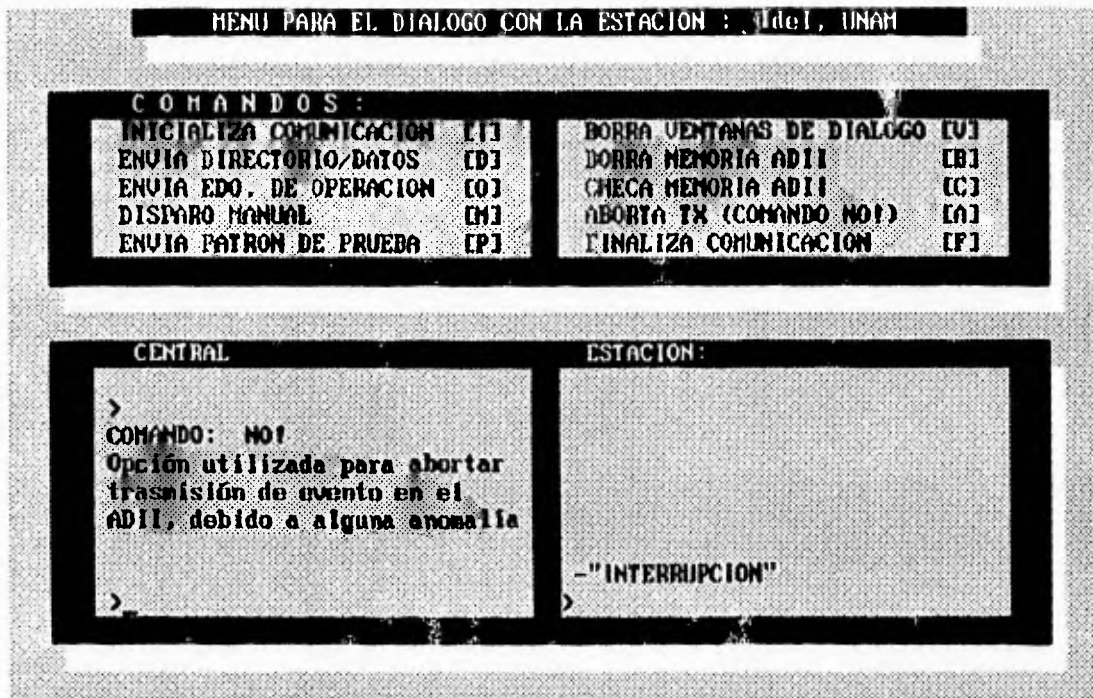 MENU PARA EL DIALOGO CON LA ESTACION : IdeI, UNAM
C O M A N D O S :
INICIALIZA COMUNICACION [I]
ENVIA DIRECTORIO/DATOS [D]
ENVIA EDO. DE OPERACION [O]
DISPARO MANUAL [M]
ENVIA PATRON DE PRUEBA [P]
BORRA VENTANAS DE DIALOGO [V]
BORRA MEMORIA ADII [B]
CHECA MEMORIA ADII [C]
ABORTA TX (COMANDO NO!) [A]
FINALIZA COMUNICACION [F]
CENTRAL
>
COMANDO: NO!
Opción utilizada para abortar
trasmisión de evento en el
ADII, debido a alguna anomalía
>_
ESTACION:
-"INTERRUPCION"
>